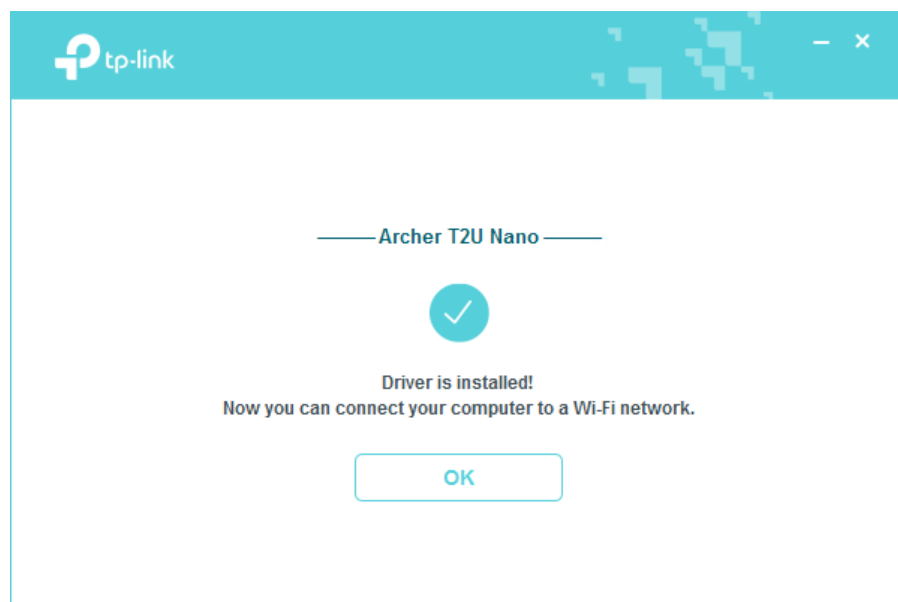 tp-link
Archer T2U Nano
Driver is installed!
Now you can connect your computer to a Wi-Fi network.
OK